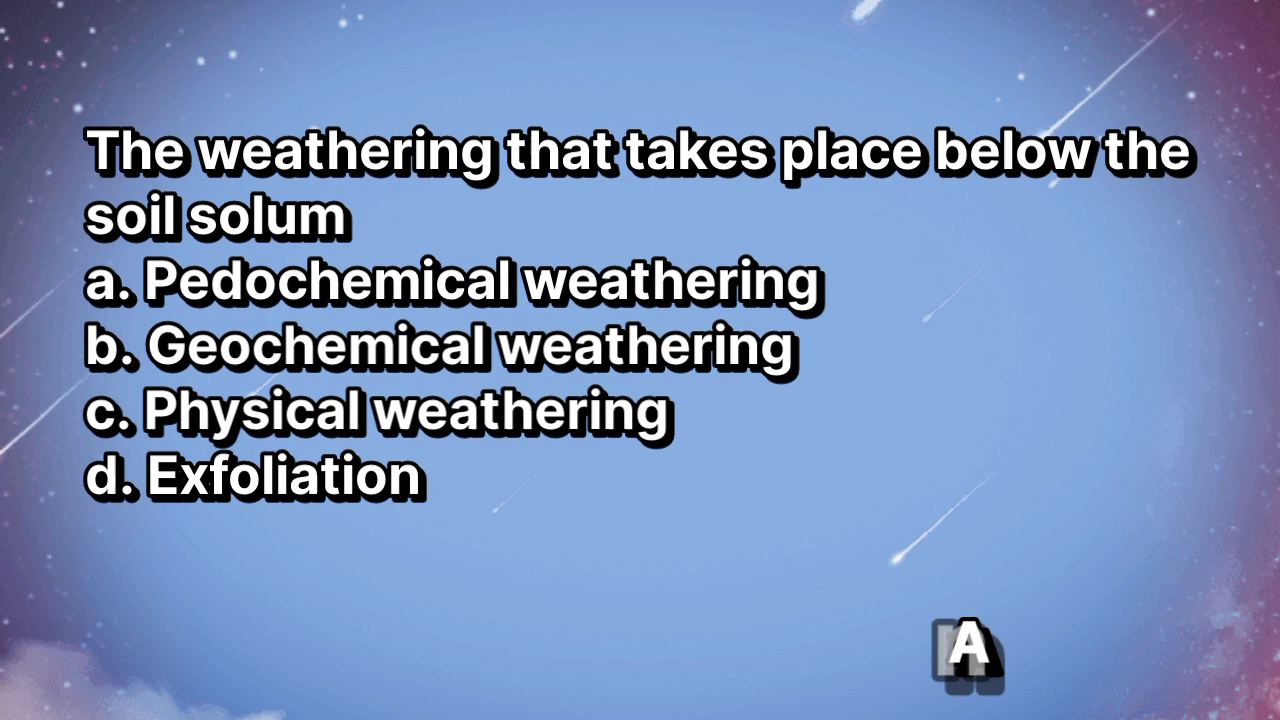 The weathering that takes place below the
soil solum
a. Pedochemical weathering
b. Geochemical weathering
c. Physical weathering
d. Exfoliation
A